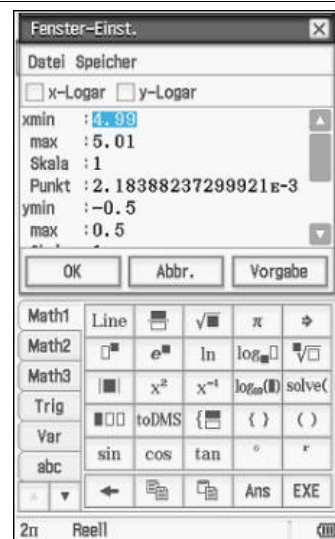 Fenster-Einst.
Datei Speicher
x-Logar y-Logar
xmin :4.99
max :5.01
Skala :1
Punkt :2.18388237299921E-3
ymin :-0.5
max :0.5
OK Abbr. Vorgabe
Math1 Line √■ π ⇒
Math2 e■ ln log■□
Math3 |■| x² x⁻¹ log₁₀(■) solve(
Trig toDMS { } ( )
Var sin cos tan ° r
abc
← Ans EXE
2π Reell